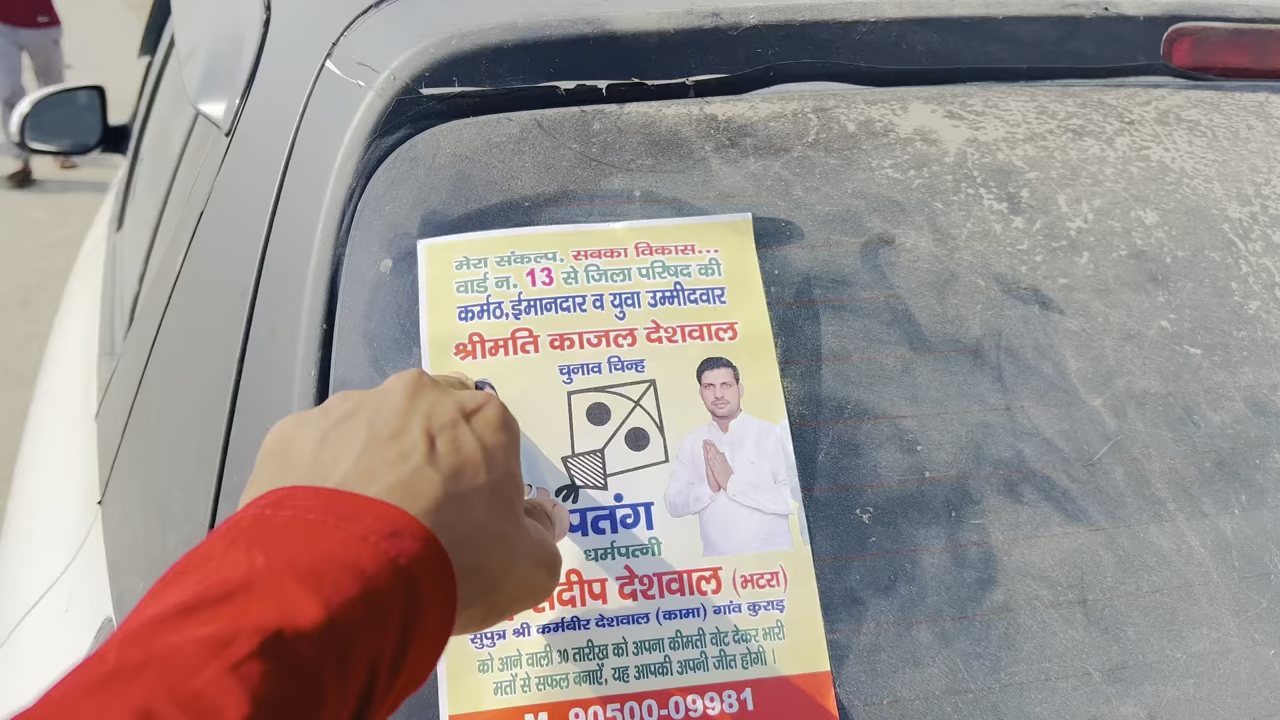 मेरा संकल्प, सबका विकास...
वार्ड न. 13 से जिला परिषद की
कर्मठ,ईमानदार व युवा उम्मीदवार
श्रीमति काजल देशवाल
चुनाव चिन्ह
पतंग
धर्मपत्नी
देशवाल (भटरा)
सुपुत्र श्री कर्मबीर देशवाल (कामा) गांव कुराड़
को आने वाली 30 तारीख को अपना कीमती वोट देकर भारी
मतों से सफल बनाऐं, यह आपकी अपनी जीत होगी ।
M. 90500-09981